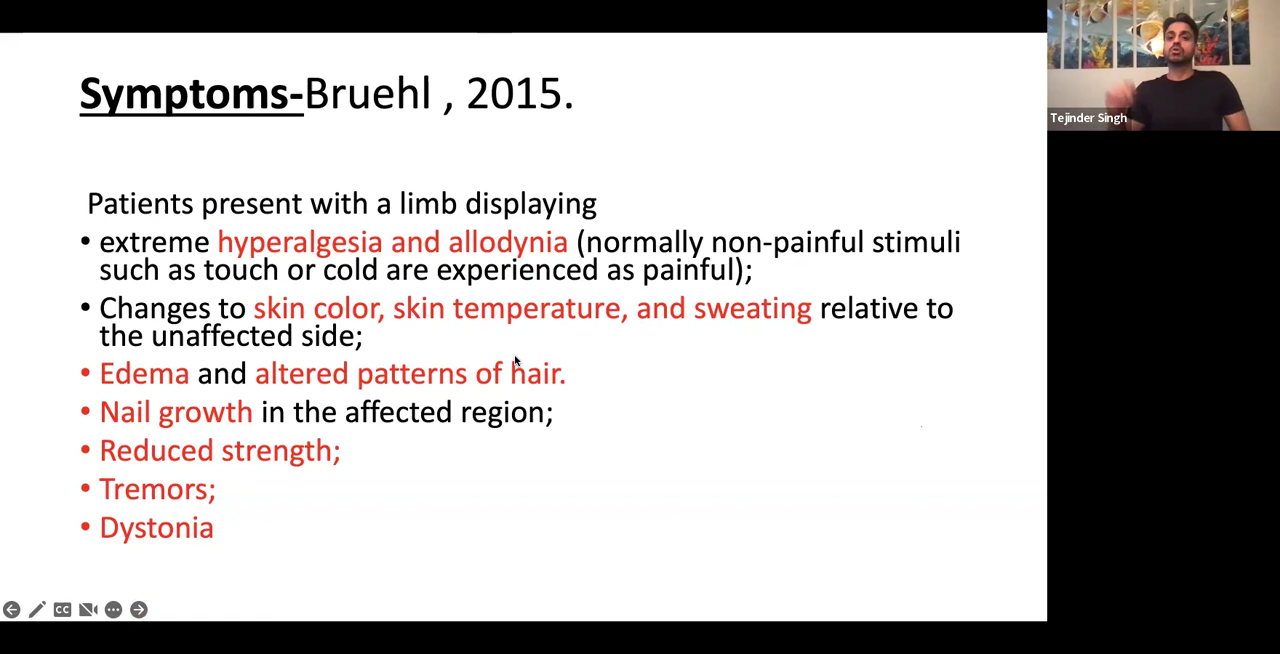 Symptoms-Bruehl , 2015.
Patients present with a limb displaying
• extreme hyperalgesia and allodynia (normally non-painful stimuli
such as touch or cold are experienced as painful);
• Changes to skin color, skin temperature, and sweating relative to
the unaffected side;
• Edema and altered patterns of hair.
• Nail growth in the affected region;
• Reduced strength;
• Tremors;
• Dystonia
CC
Tejinder Singh